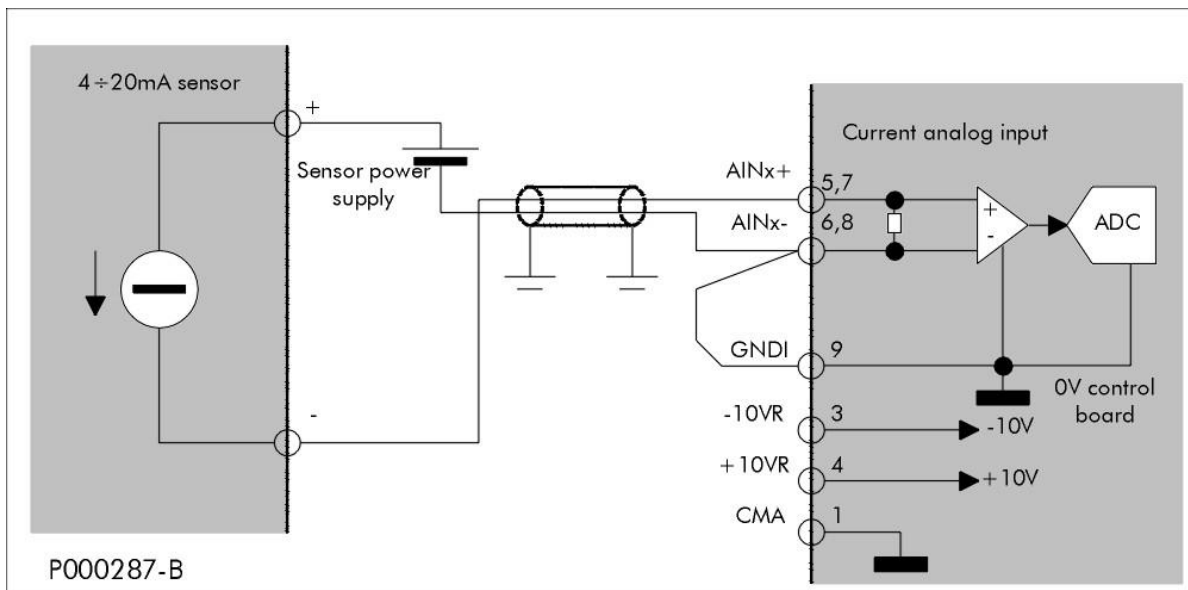 4÷20mA sensor
+
Sensor power
supply
-
Current analog input
AINx+
5,7
AINx-
6,8
+
-
ADC
GNDI
9
0V control
board
-10VR
3
-10V
+10VR
4
+10V
CMA
1
P000287-B